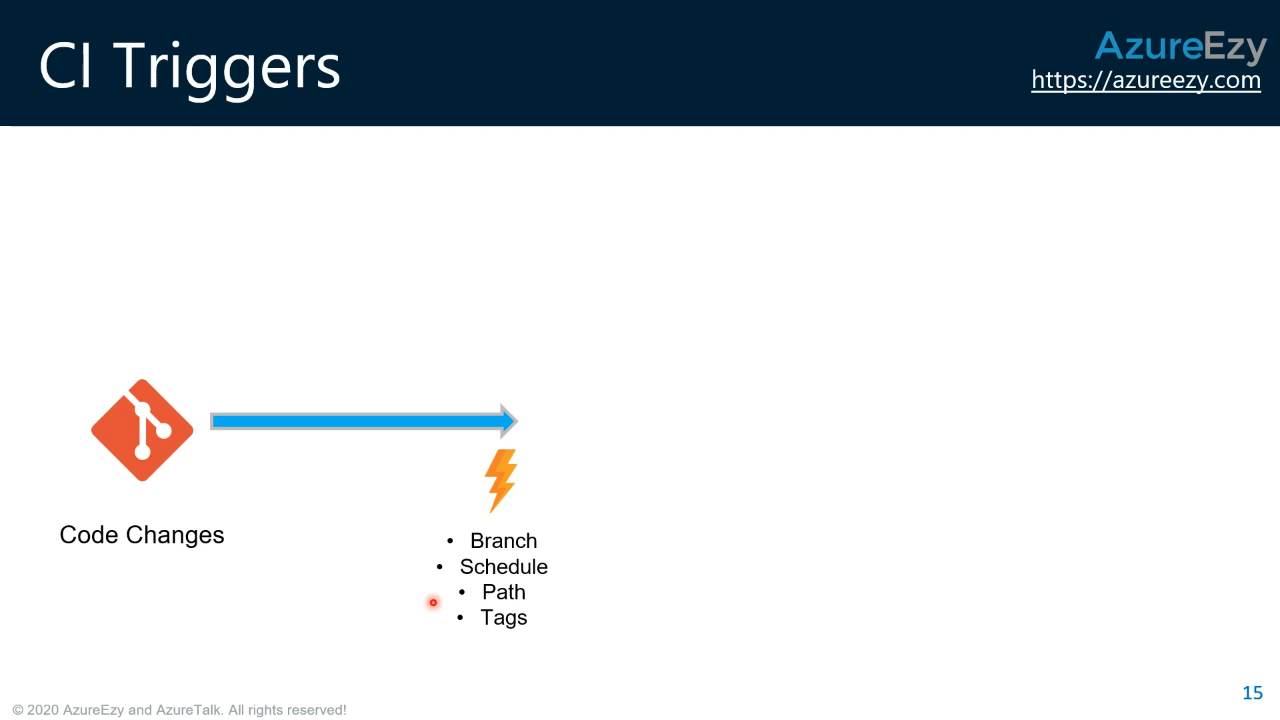 CI Triggers
AzureEzy
https://azureezy.com
Code Changes
• Branch
• Schedule
• Path
• Tags
© 2020 AzureEzy and AzureTalk. All rights reserved!
15